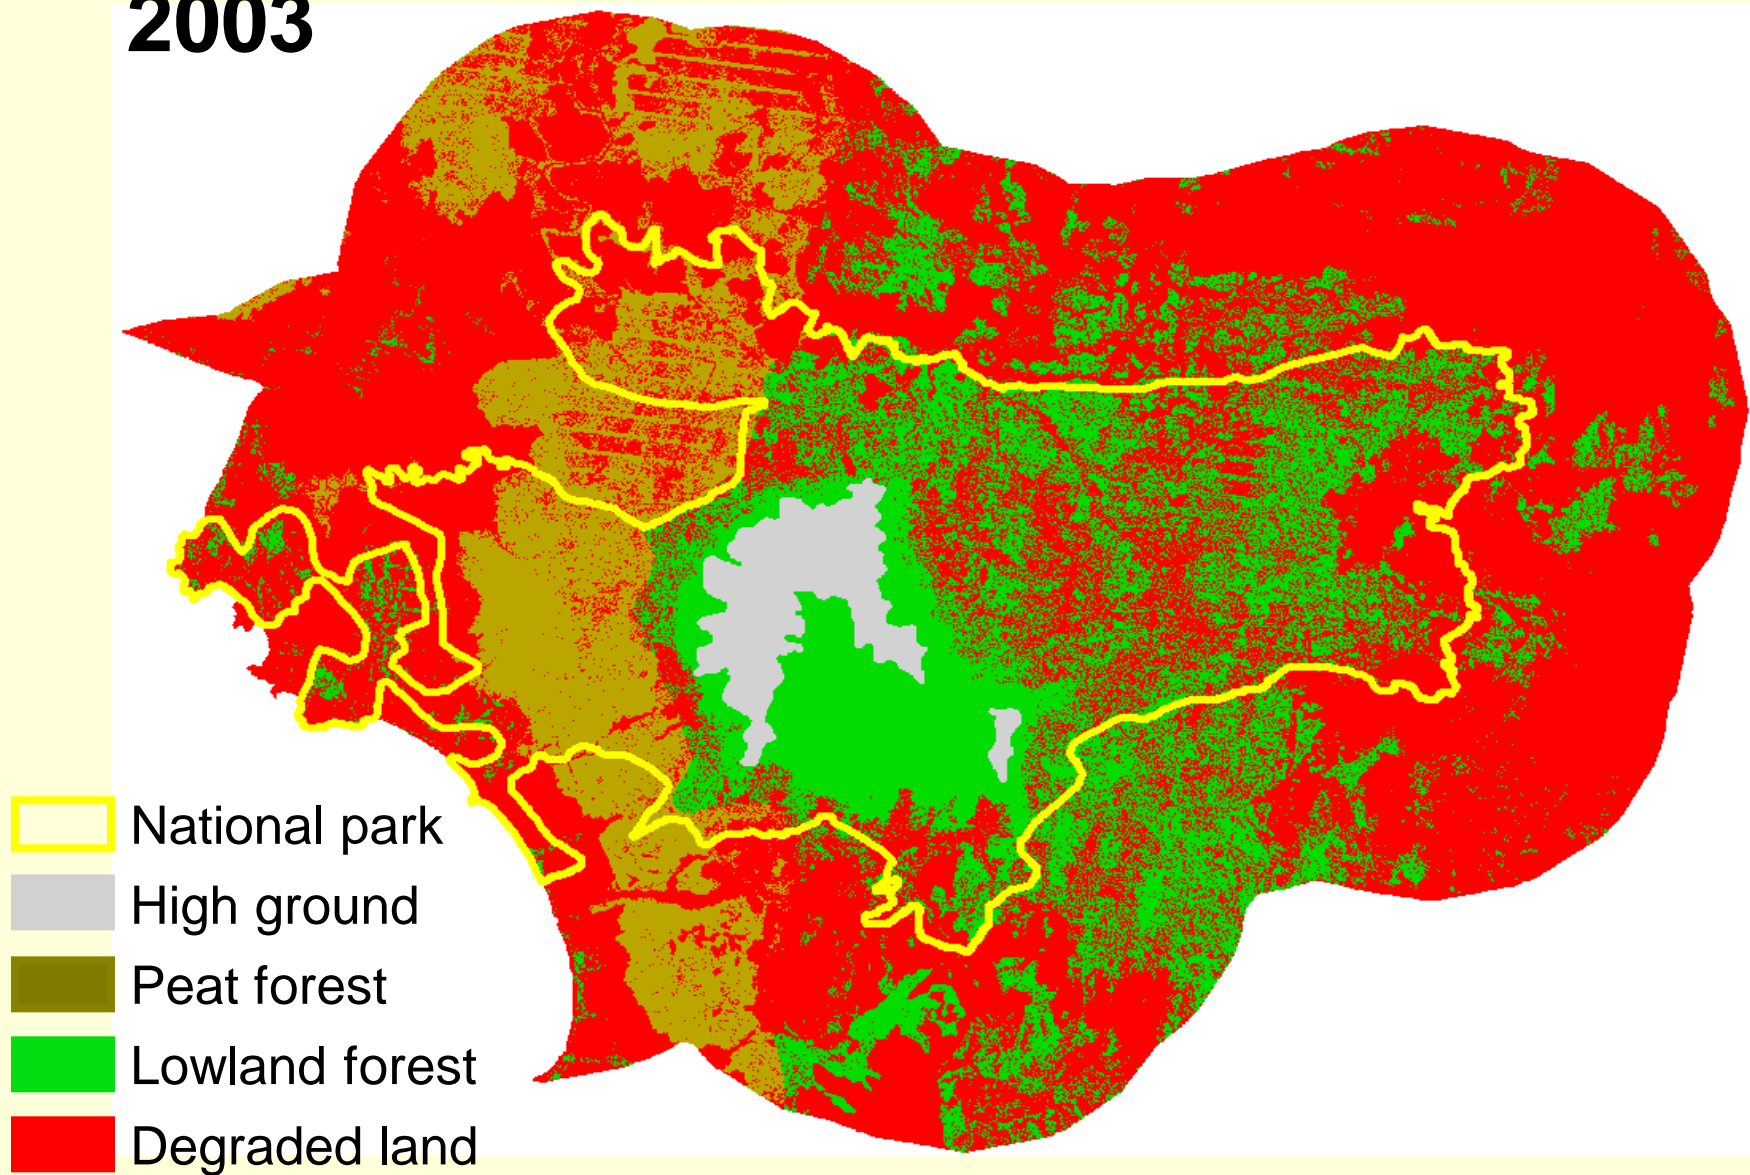 2003
National park
High ground
Peat forest
Lowland forest
Degraded land